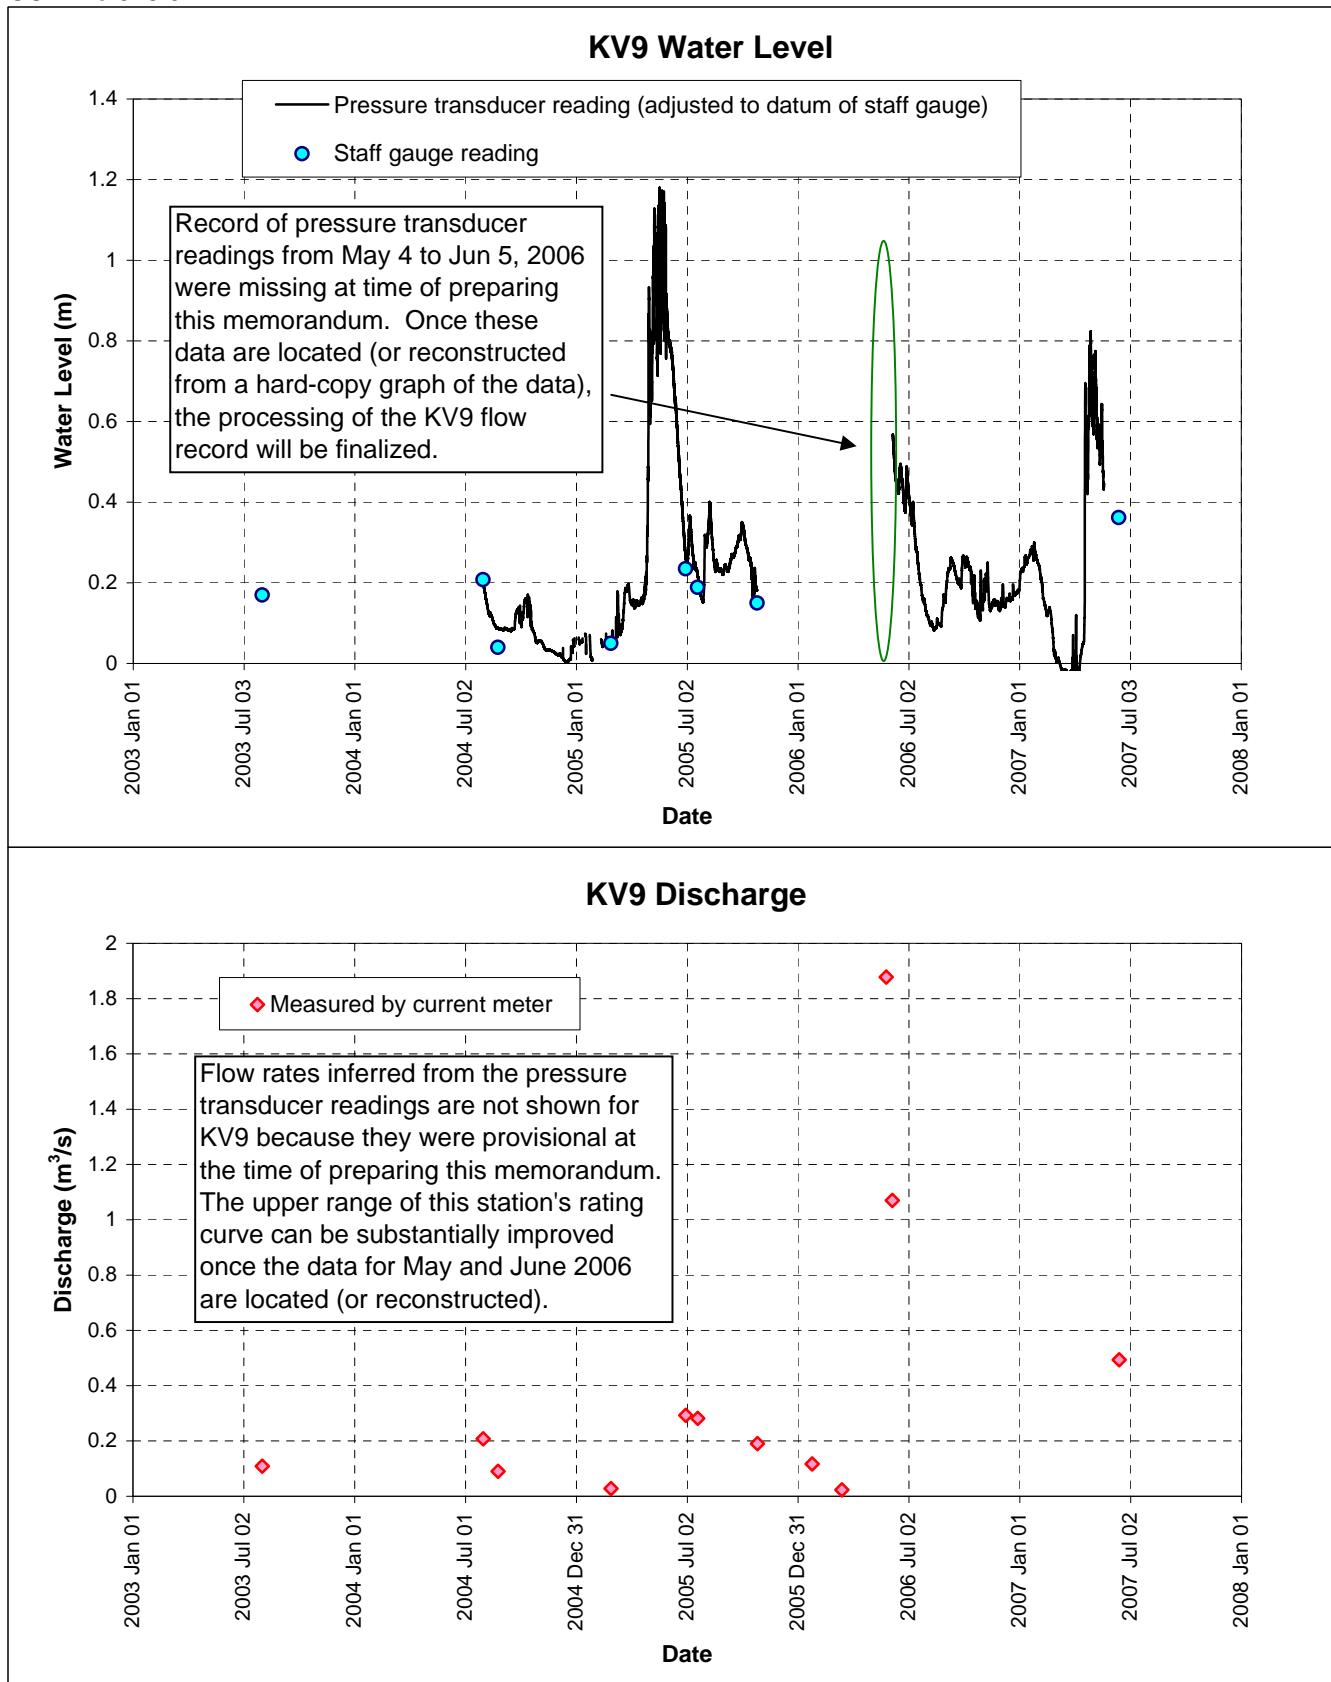 KV9 Water Level
Pressure transducer reading (adjusted to datum of staff gauge)
Staff gauge reading
Record of pressure transducer
readings from May 4 to Jun 5, 2006
were missing at time of preparing
this memorandum.  Once these
data are located (or reconstructed
from a hard-copy graph of the data),
the processing of the KV9 flow
record will be finalized.
Water Level (m)
1.4
1.2
1
0.8
0.6
0.4
0.2
0
2003 Jan 01
2003 Jul 03
2004 Jan 01
2004 Jul 02
2005 Jan 01
2005 Jul 02
2006 Jan 01
2006 Jul 02
2007 Jan 01
2007 Jul 03
2008 Jan 01
Date
KV9 Discharge
Measured by current meter
Flow rates inferred from the pressure
transducer readings are not shown for
KV9 because they were provisional at
the time of preparing this memorandum.
The upper range of this station's rating
curve can be substantially improved
once the data for May and June 2006
are located (or reconstructed).
Discharge (m³/s)
2
1.8
1.6
1.4
1.2
1
0.8
0.6
0.4
0.2
0
2003 Jan 01
2003 Jul 02
2004 Jan 01
2004 Jul 01
2004 Dec 31
2005 Jul 02
2005 Dec 31
2006 Jul 02
2007 Jan 01
2007 Jul 02
2008 Jan 01
Date